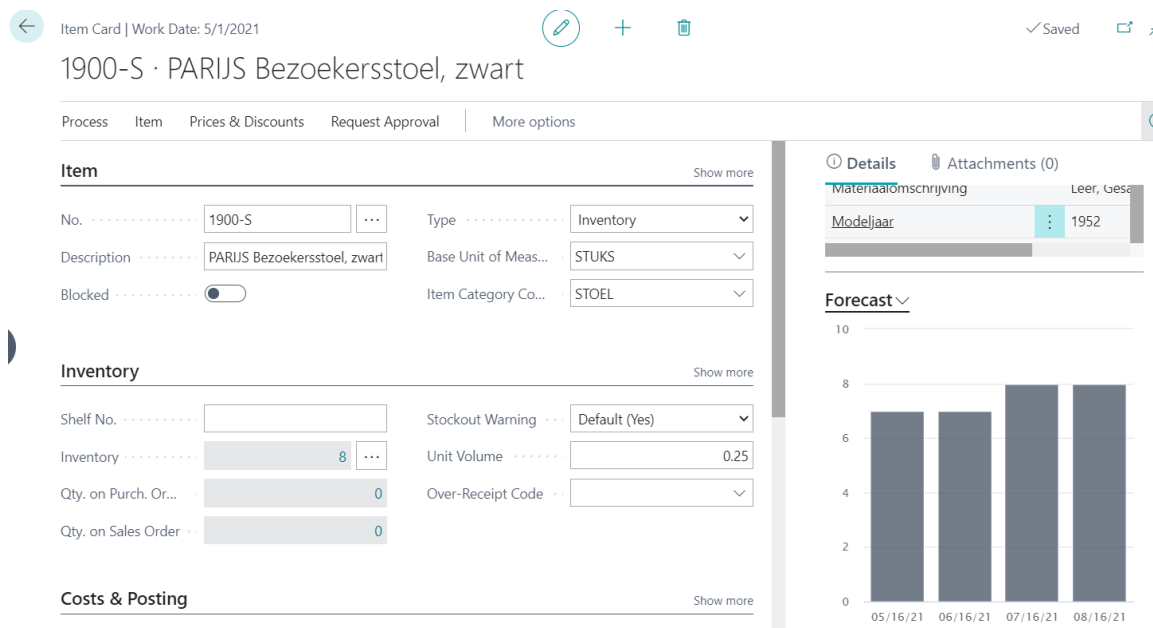 Item Card | Work Date: 5/1/2021
Saved
1900-S · PARIJS Bezoekersstoel, zwart
Process Item Prices & Discounts Request Approval More options
Item Show more
No. 1900-S ...
Type Inventory
Description PARIJS Bezoekersstoel, zwart
Base Unit of Meas... STUKS
Blocked
Item Category Co... STOEL
Inventory Show more
Shelf No.
Stockout Warning Default (Yes)
Inventory 8 ...
Unit Volume 0.25
Qty. on Purch. Or... 0
Over-Receipt Code
Qty. on Sales Order 0
Costs & Posting Show more
Details Attachments (0)
Materiaalomschrijving Leer, Gesa
Modeljaar 1952
Forecast
10
8
6
4
2
0
05/16/21 06/16/21 07/16/21 08/16/21